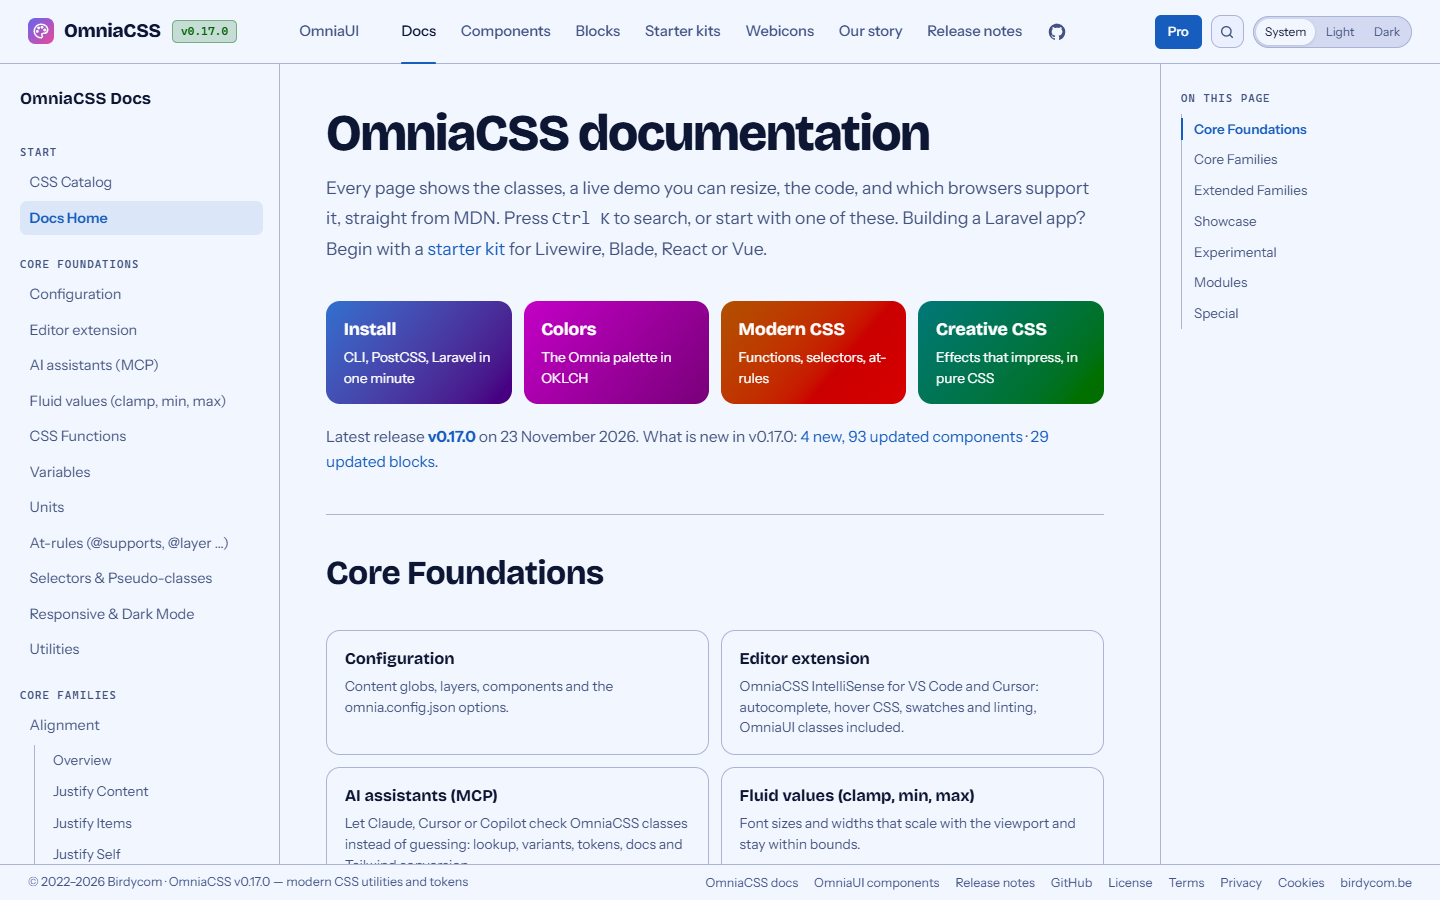 OmniaCSS v0.17.0
OmniaUI Docs Components Blocks Starter kits Webicons Our story Release notes
Pro System Light Dark
OmniaCSS Docs
START
CSS Catalog
Docs Home
CORE FOUNDATIONS
Configuration
Editor extension
AI assistants (MCP)
Fluid values (clamp, min, max)
CSS Functions
Variables
Units
At-rules (@supports, @layer ...)
Selectors & Pseudo-classes
Responsive & Dark Mode
Utilities
CORE FAMILIES
Alignment
Overview
Justify Content
Justify Items
Justify Self
OmniaCSS documentation
Every page shows the classes, a live demo you can resize, the code, and which browsers support
it, straight from MDN. Press Ctrl K to search, or start with one of these. Building a Laravel app?
Begin with a starter kit for Livewire, Blade, React or Vue.
Install
CLI, PostCSS, Laravel in
one minute
Colors
The Omnia palette in
OKLCH
Modern CSS
Functions, selectors, at-
rules
Creative CSS
Effects that impress, in
pure CSS
Latest release v0.17.0 on 23 November 2026. What is new in v0.17.0: 4 new, 93 updated components · 29
updated blocks.
Core Foundations
Configuration
Content globs, layers, components and the
omnia.config.json options.
Editor extension
OmniaCSS IntelliSense for VS Code and Cursor:
autocomplete, hover CSS, swatches and linting,
OmniaUI classes included.
AI assistants (MCP)
Let Claude, Cursor or Copilot check OmniaCSS classes
instead of guessing: lookup, variants, tokens, docs and
Tailwind conversion.
Fluid values (clamp, min, max)
Font sizes and widths that scale with the viewport and
stay within bounds.
ON THIS PAGE
Core Foundations
Core Families
Extended Families
Showcase
Experimental
Modules
Special
© 2022–2026 Birdycom · OmniaCSS v0.17.0 — modern CSS utilities and tokens
OmniaCSS docs OmniaUI components Release notes GitHub License Terms Privacy Cookies birdycom.be